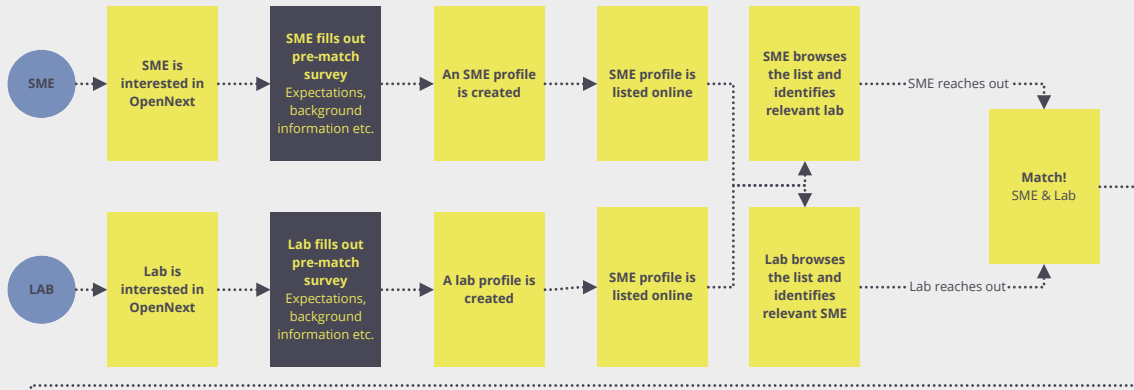 SME
SME is
interested in
OpenNext
SME fills out
pre-match
survey
Expectations,
background
information etc.
An SME profile
is created
SME profile is
listed online
SME browses
the list and
identifies
relevant lab
SME reaches out
Match!
SME & Lab
LAB
Lab is
interested in
OpenNext
Lab fills out
pre-match
survey
Expectations,
background
information etc.
A lab profile is
created
SME profile is
listed online
Lab browses
the list and
identifies
relevant SME
Lab reaches out